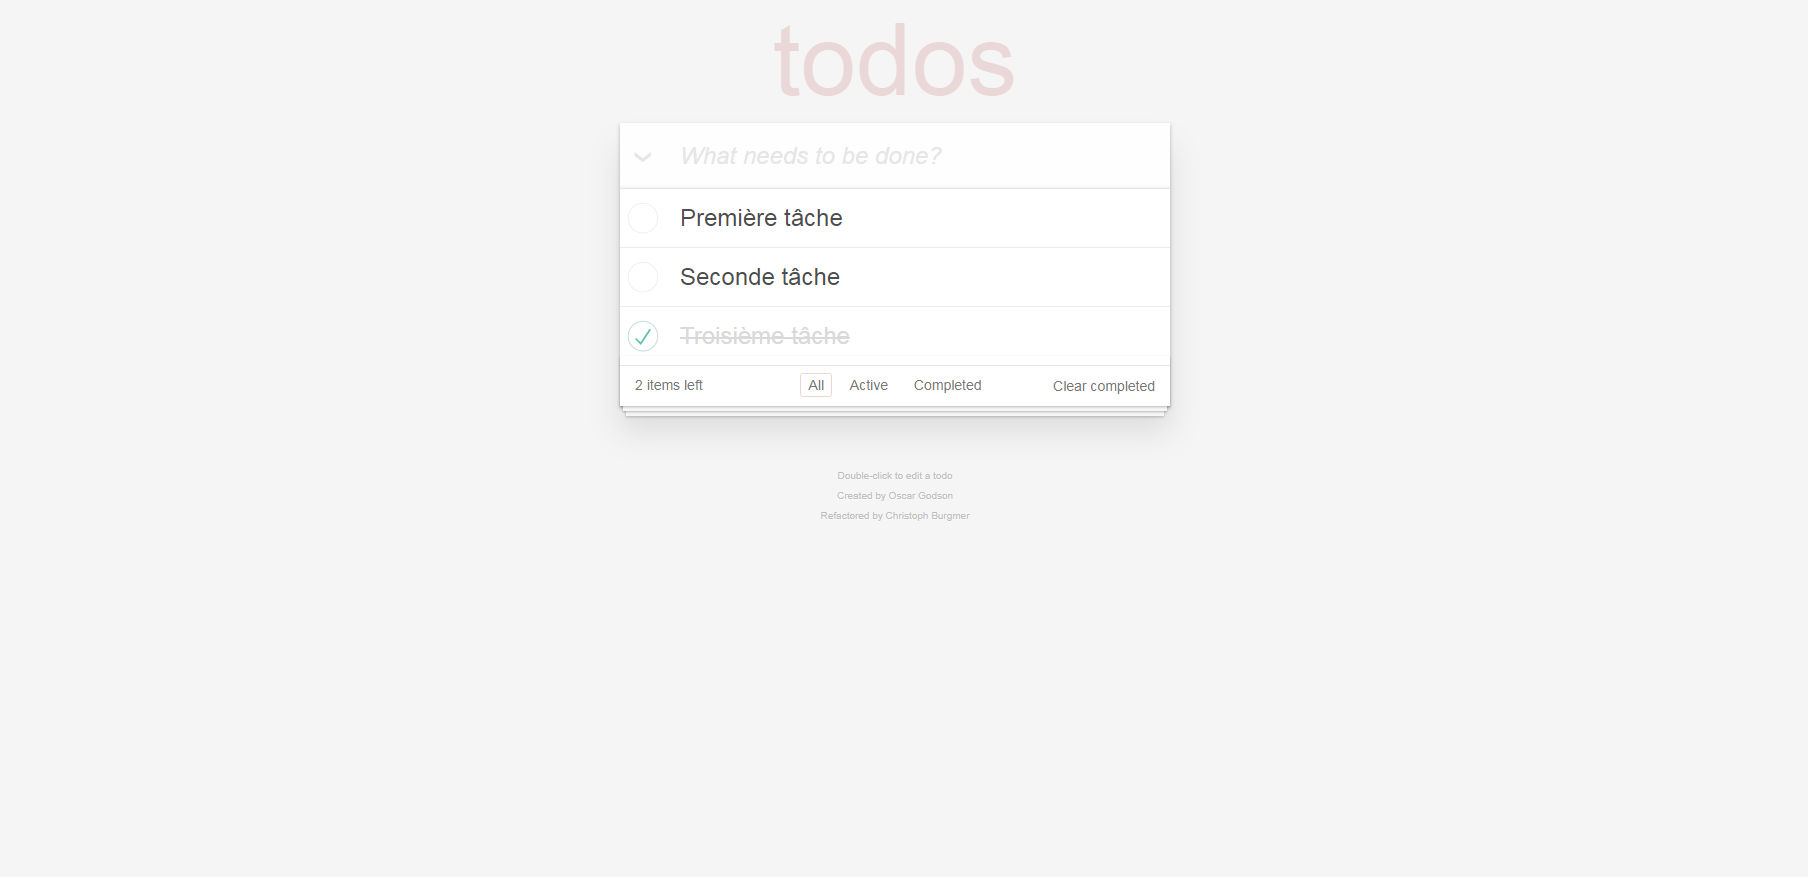 todos
What needs to be done?
Première tâche
Seconde tâche
Troisième tâche
2 items left All Active Completed Clear completed
Double-click to edit a todo
Created by Oscar Godson
Refactored by Christoph Burgmer